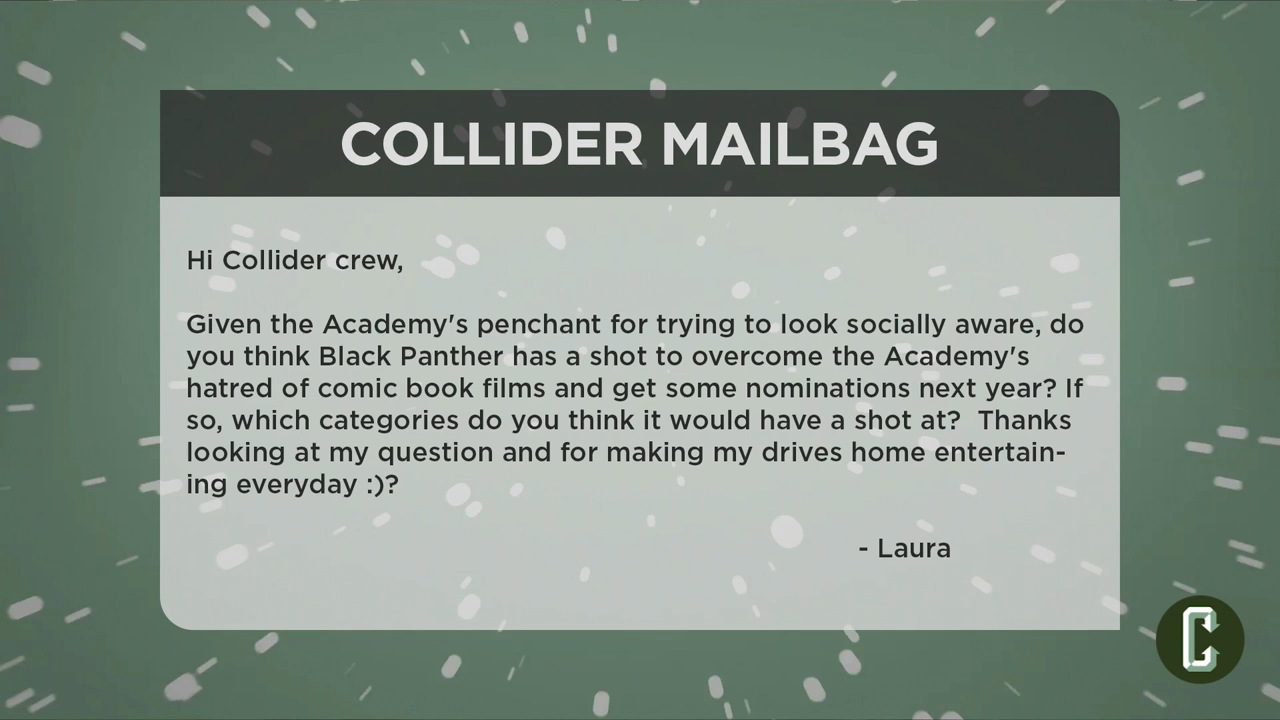 COLLIDER MAILBAG
Hi Collider crew,
Given the Academy's penchant for trying to look socially aware, do
you think Black Panther has a shot to overcome the Academy's
hatred of comic book films and get some nominations next year? If
so, which categories do you think it would have a shot at?  Thanks
looking at my question and for making my drives home entertain-
ing everyday :)?
- Laura